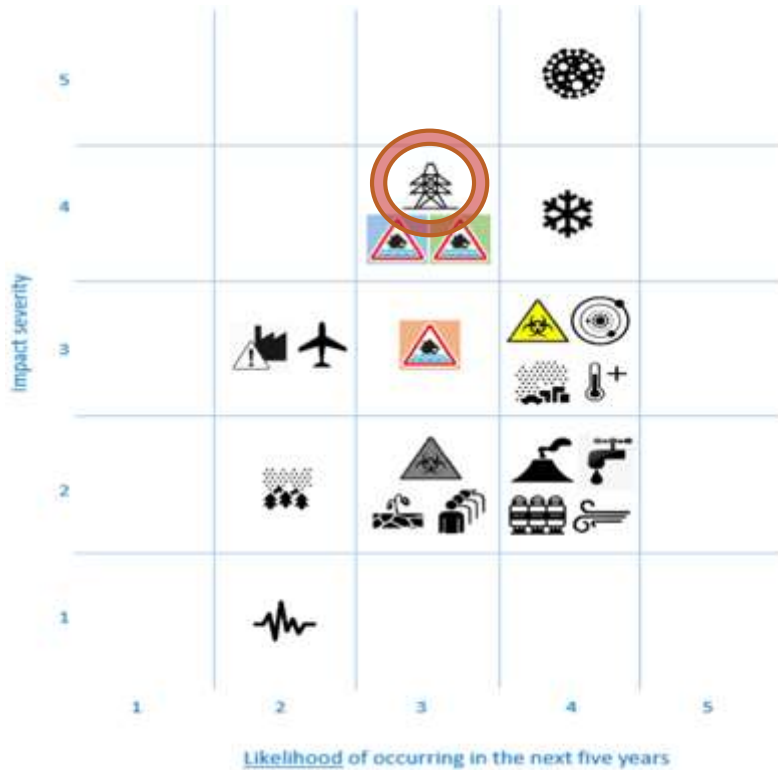 5
4
Impact severity
3
2
1
1 2 3 4 5
Likelihood of occurring in the next five years